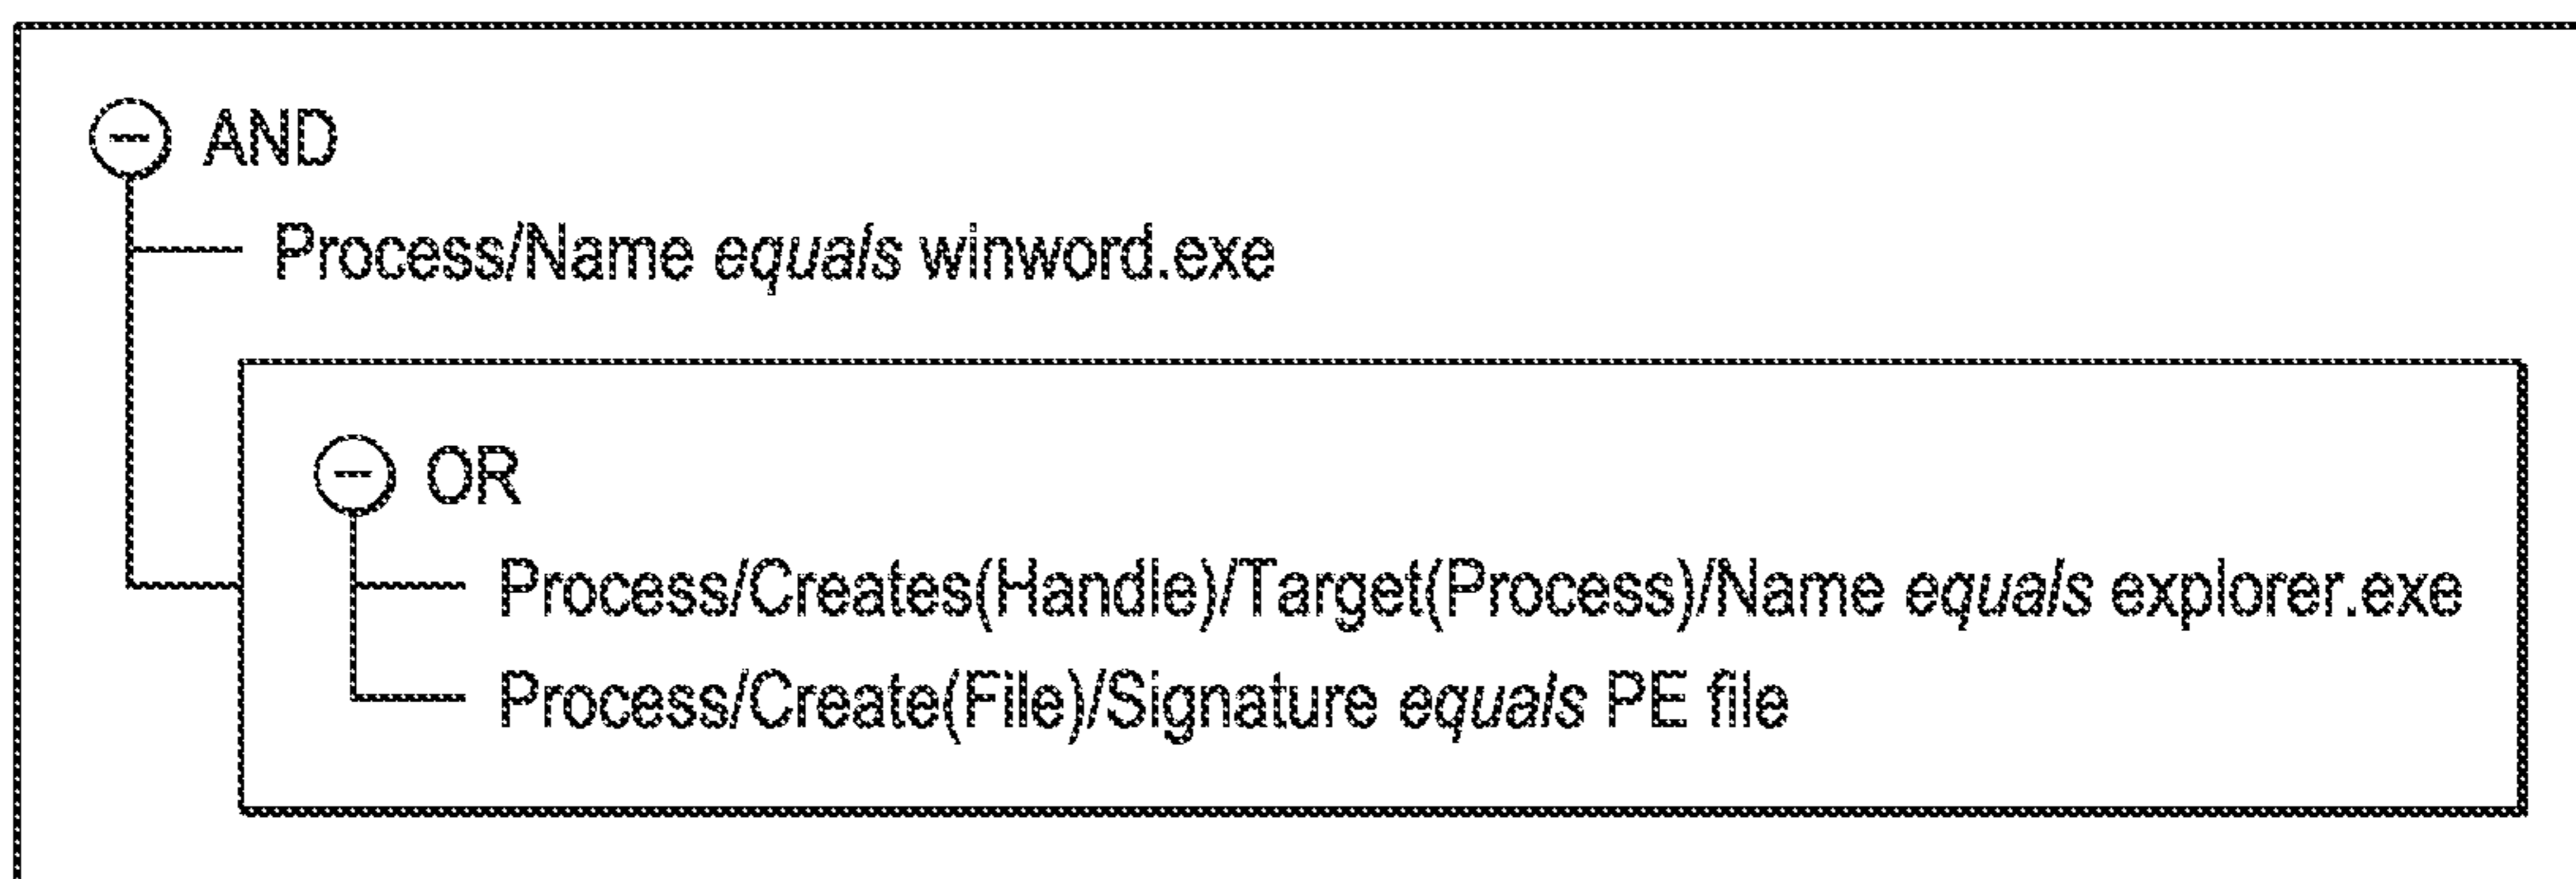 AND
Process/Name equals winword.exe
OR
Process/Creates(Handle)/Target(Process)/Name equals explorer.exe
Process/Create(File)/Signature equals PE file